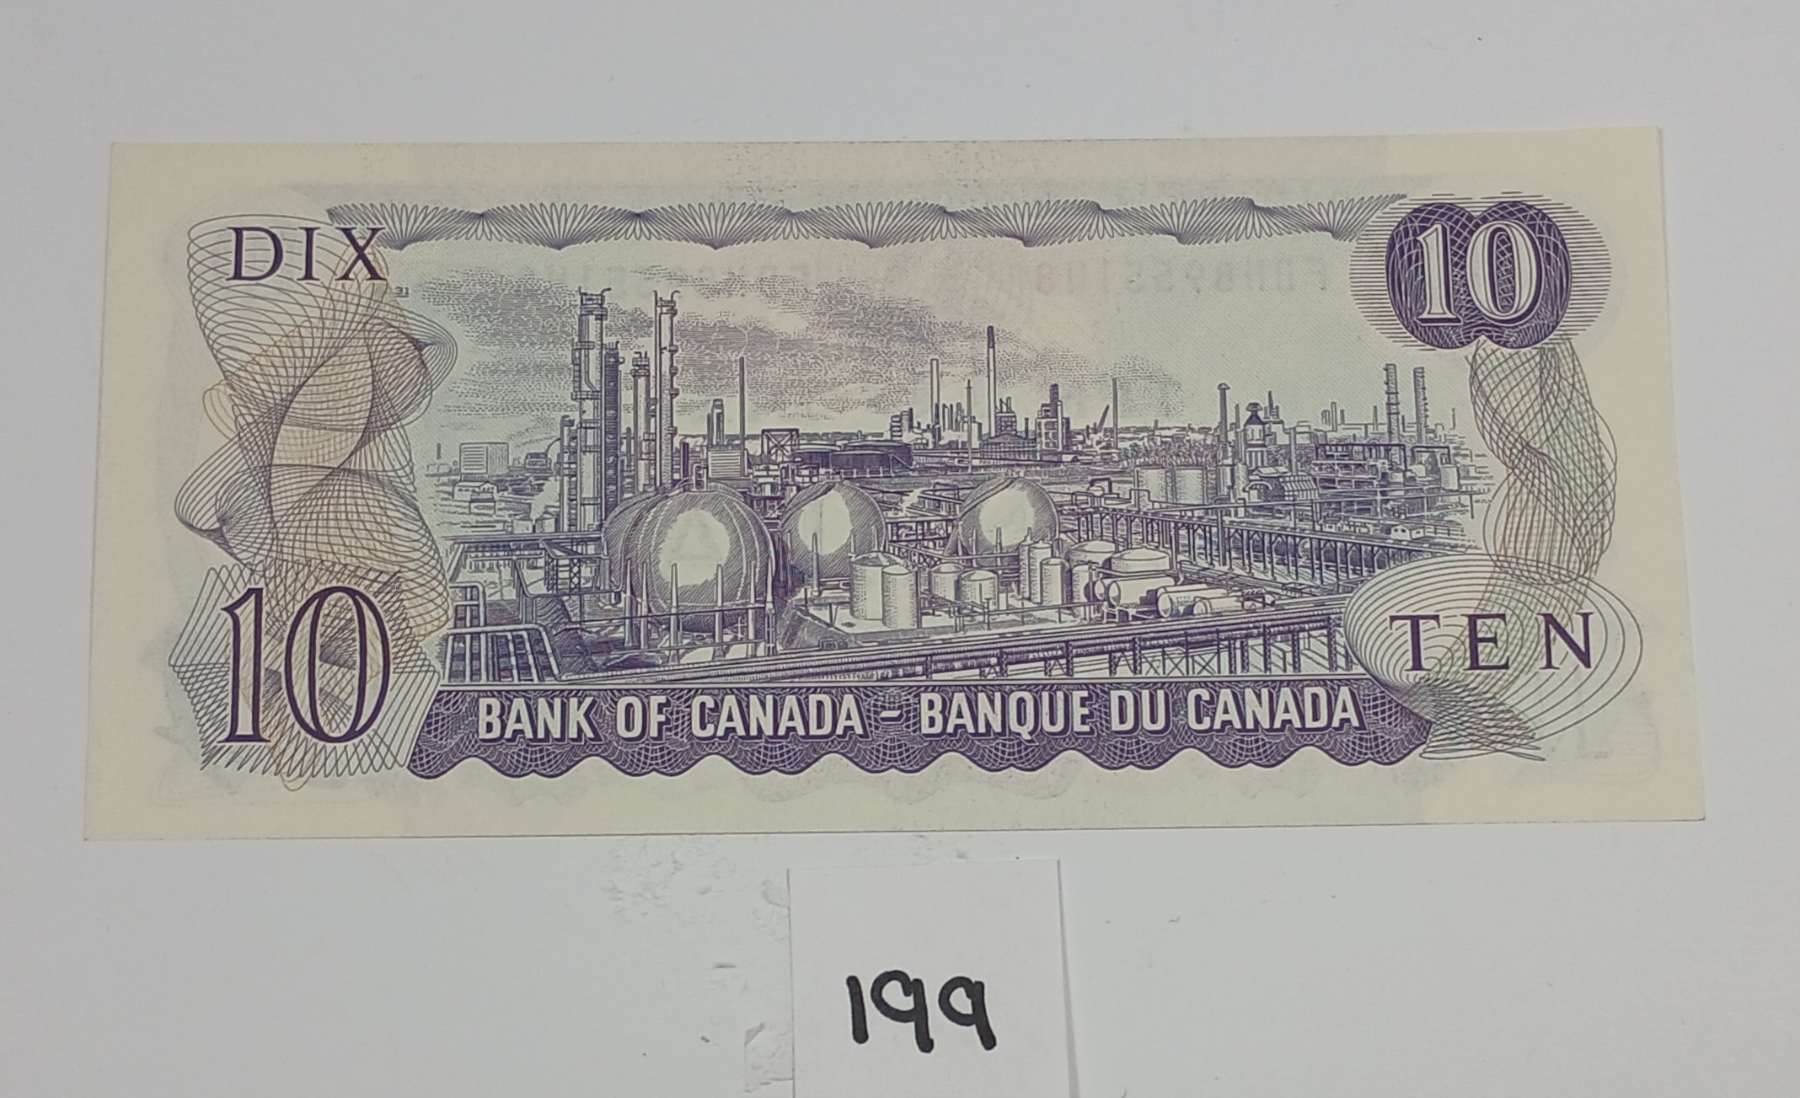 DIX
10
10
TEN
BANK OF CANADA - BANQUE DU CANADA
199